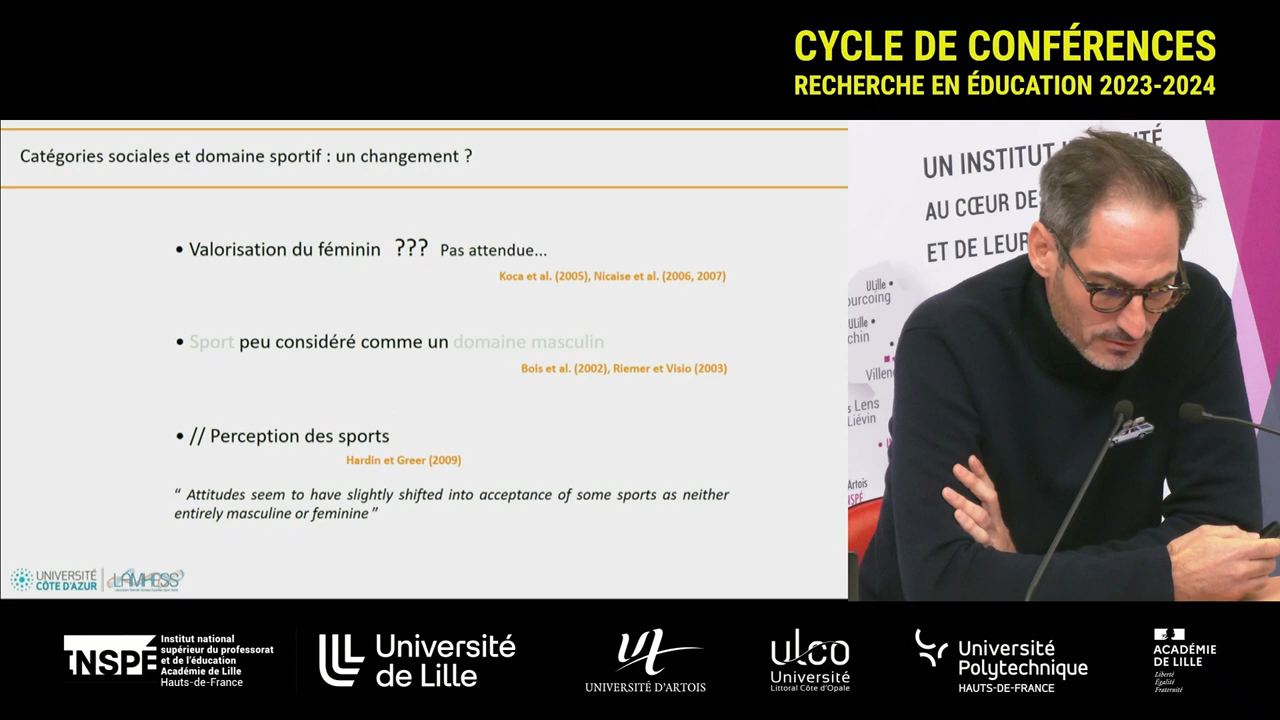 CYCLE DE CONFÉRENCES
RECHERCHE EN ÉDUCATION 2023-2024
Catégories sociales et domaine sportif : un changement ?
• Valorisation du féminin ??? Pas attendue...
Koca et al. (2005), Nicaise et al. (2006, 2007)
• Sport peu considéré comme un domaine masculin
Bois et al. (2002), Riemer et Visio (2003)
• // Perception des sports
Hardin et Greer (2009)
“ Attitudes seem to have slightly shifted into acceptance of some sports as neither
entirely masculine or feminine ”
UNIVERSITÉ
CÔTE D'AZUR
LAMHESS
UN INSTITUT
AU CŒUR DE
ET DE LEUR
ULille •
ourcoing
ULille •
chin
Villen
Lens
Liévin
Artois
INSPÉ
Institut national
supérieur du professorat
et de l'éducation
Académie de Lille
Hauts-de-France
Université
de Lille
UNIVERSITÉ D'ARTOIS
ulco
Université
Littoral Côte d'Opale
Université
Polytechnique
HAUTS-DE-FRANCE
ACADÉMIE
DE LILLE
Liberté
Égalité
Fraternité